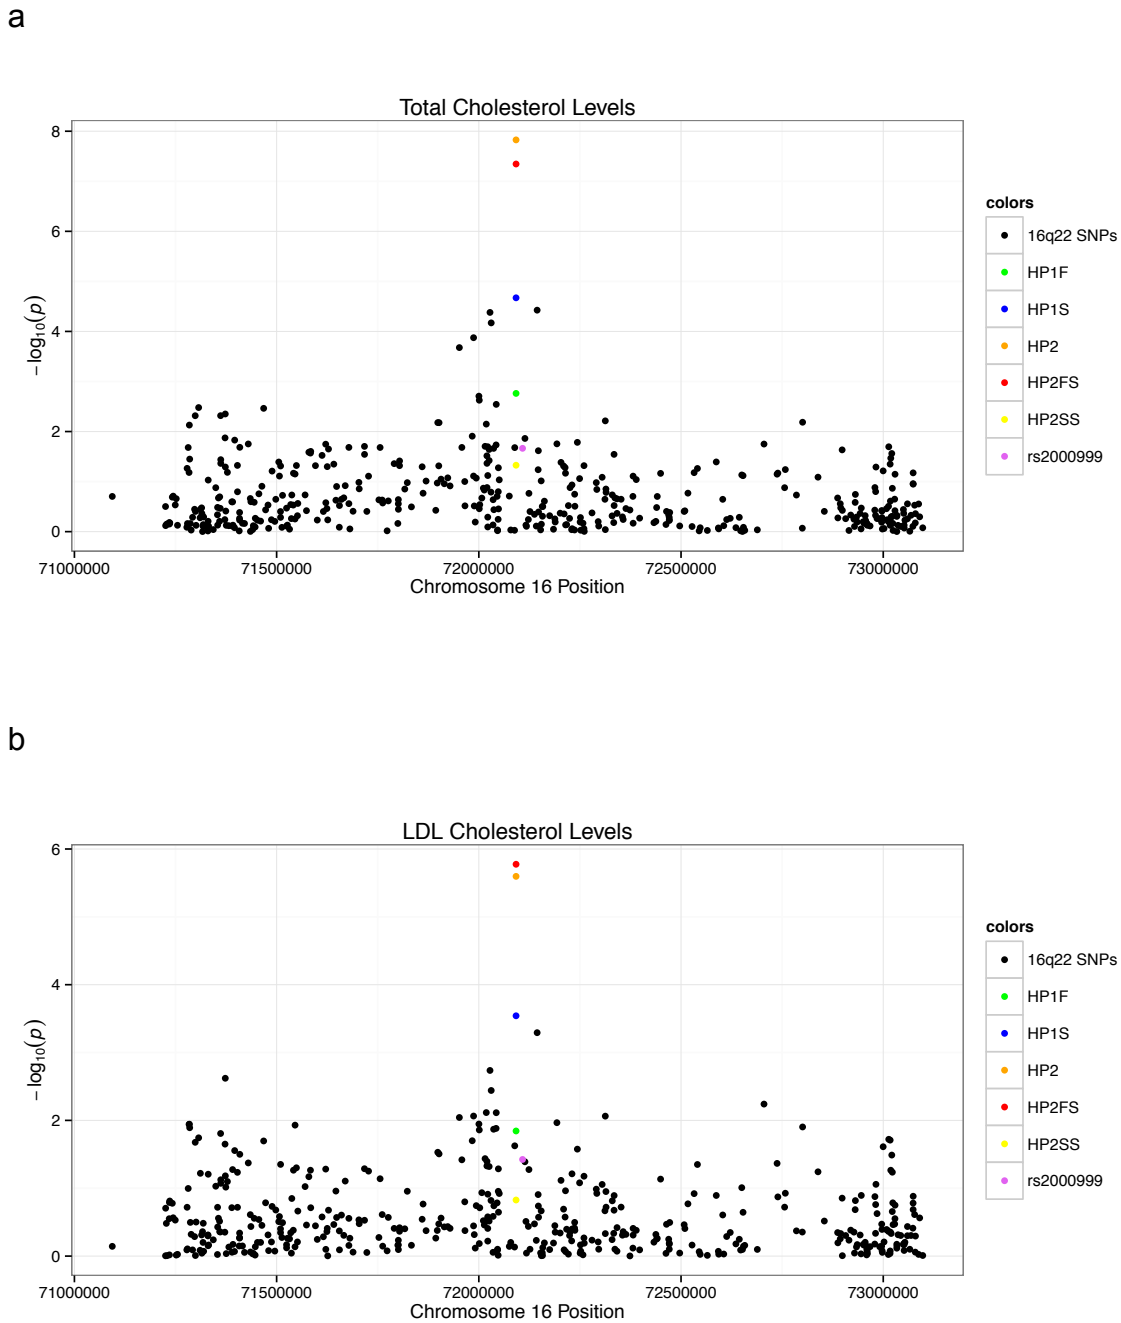 a
Total Cholesterol Levels
8
6
4
2
0
−log10(p)
71000000 71500000 72000000 72500000 73000000
Chromosome 16 Position
colors
16q22 SNPs
HP1F
HP1S
HP2
HP2FS
HP2SS
rs2000999
b
LDL Cholesterol Levels
6
4
2
0
−log10(p)
71000000 71500000 72000000 72500000 73000000
Chromosome 16 Position
colors
16q22 SNPs
HP1F
HP1S
HP2
HP2FS
HP2SS
rs2000999